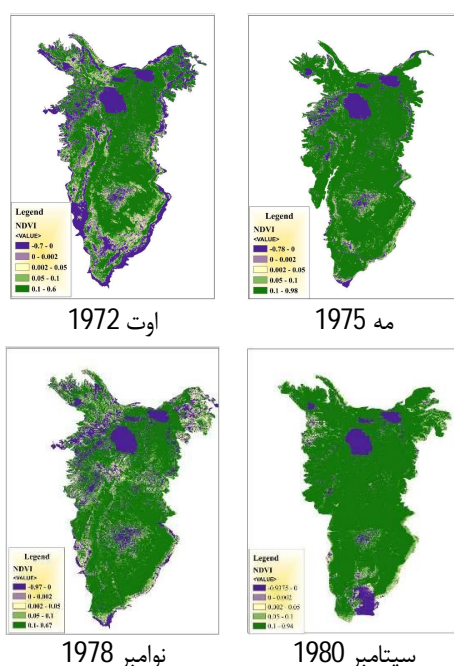 Legend
NDVI
<VALUE>
-0.7 - 0
0 - 0.002
0.002 - 0.05
0.05 - 0.1
0.1 - 0.6
اوت 1972
Legend
NDVI
<VALUE>
-0.78 - 0
0 - 0.002
0.002 - 0.05
0.05 - 0.1
0.1 - 0.98
مه 1975
Legend
NDVI
<VALUE>
-0.97 - 0
0 - 0.002
0.002 - 0.05
0.05 - 0.1
0.1- 0.67
نوامبر 1978
Legend
NDVI
<VALUE>
-0.9375 - 0
0 - 0.002
0.002 - 0.05
0.05 - 0.1
0.1 - 0.94
سپتامبر 1980